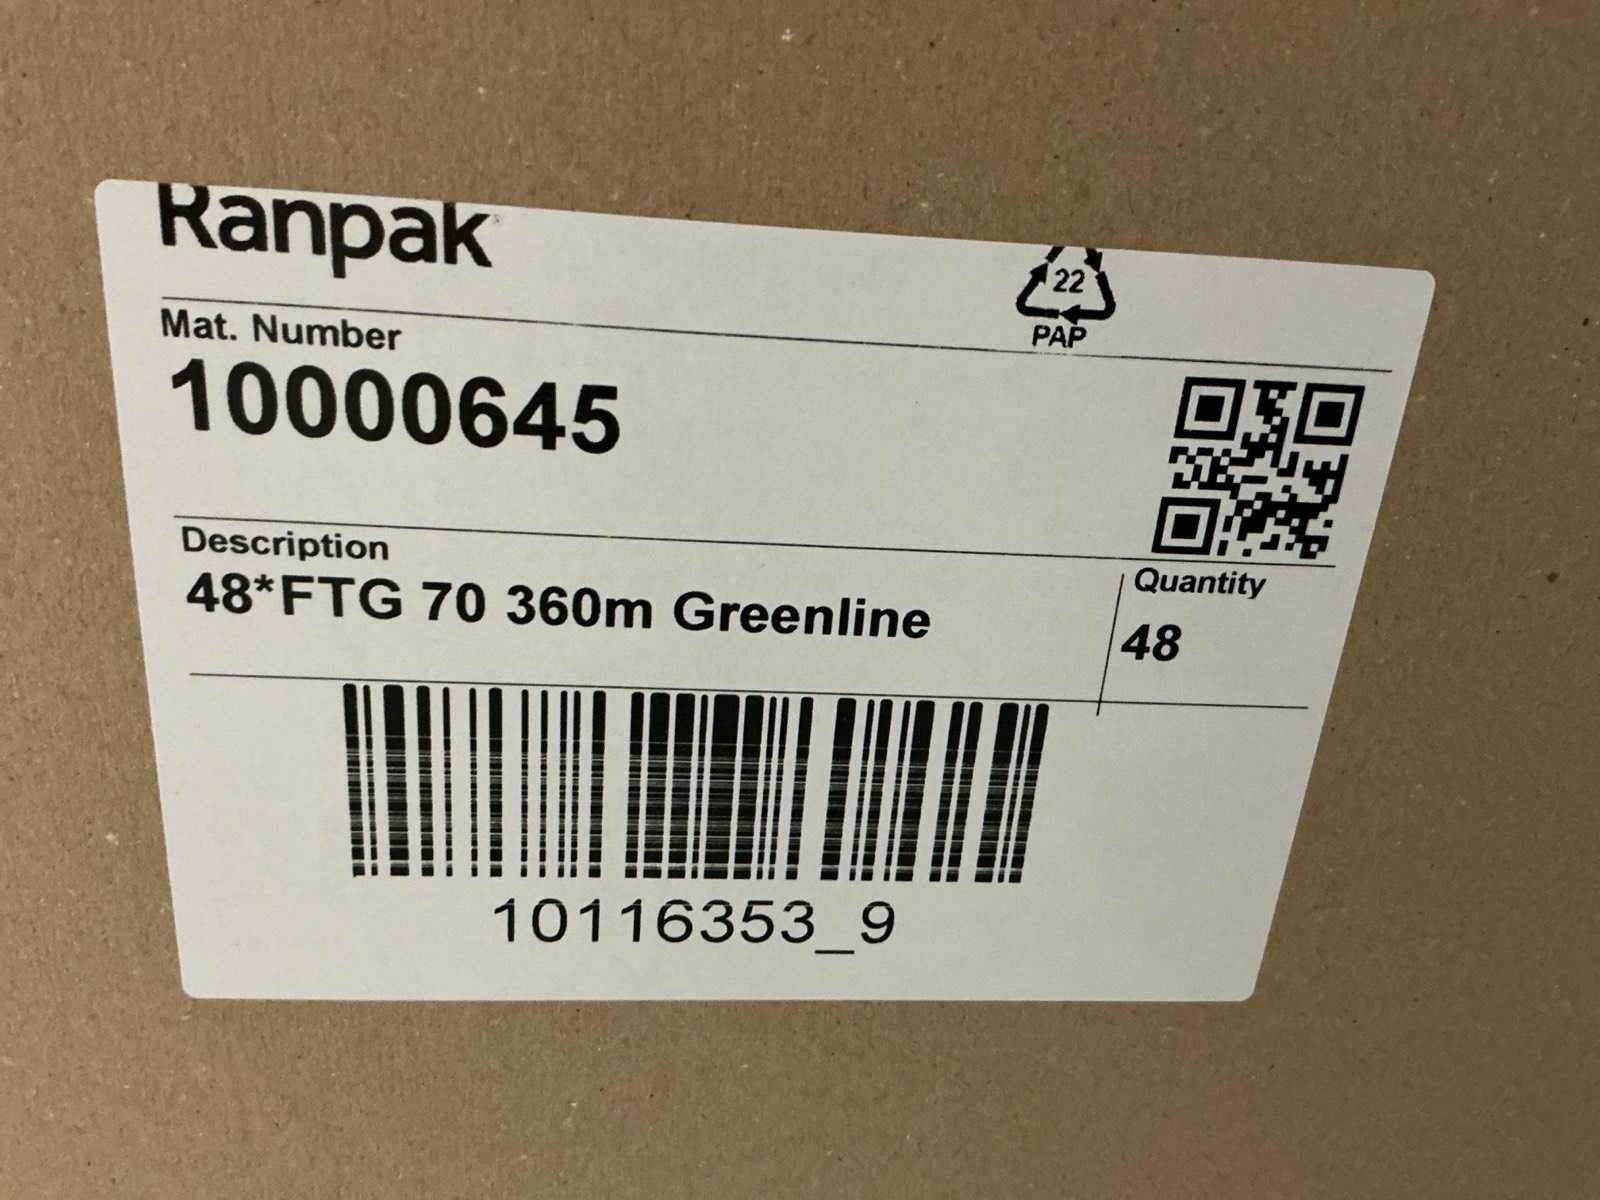 Ranpak
22
PAP
Mat. Number
10000645
Description
48*FTG 70 360m Greenline
Quantity
48
10116353_9